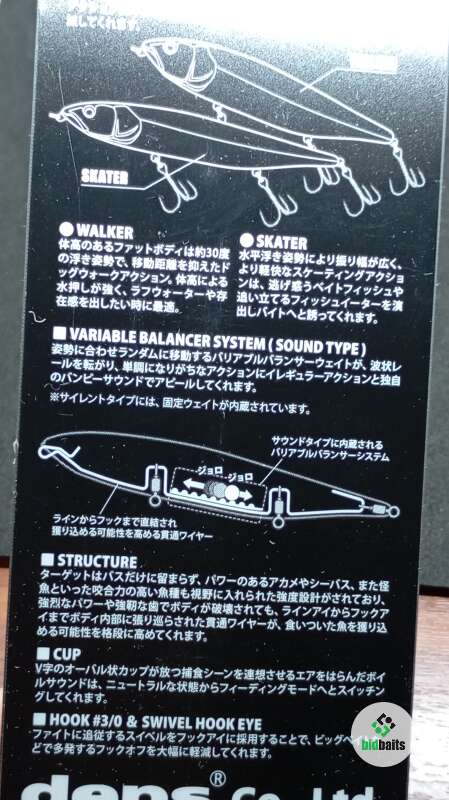 試してくれます。
SKATER
● WALKER
体高のあるファットボディは約30度
の浮き姿勢で、移動距離を抑えたド
ッグウォークアクション。体高による
水押しが強く、ラフウォーターや存
在感を出したい時に最適。
● SKATER
水平浮き姿勢により振り幅が広く、
より軽快なスケーティングアクショ
ンは、逃げ惑うベイトフィッシュや
追い立てるフィッシュイーターを演
出しバイトへと誘ってくれます。
■ VARIABLE BALANCER SYSTEM ( SOUND TYPE )
姿勢に合わせランダムに移動するバリアブルバランサーウェイトが、波状レ
ールを転がり、単調になりがちなアクションにイレギュラーアクションと独自
のバンピーサウンドでアピールしてくれます。
※サイレントタイプには、固定ウェイトが内蔵されています。
サウンドタイプに内蔵される
バリアブルバランサーシステム
ジョロ ジョロ
ラインからフックまで直結され
獲り込める可能性を高める貫通ワイヤー
■ STRUCTURE
ターゲットはバスだけに留まらず、パワーのあるアカメやシーバス、また怪
魚といった咬合力の高い魚種も視野に入れられた強度設計がされており、
強烈なパワーや強靭な歯でボディが破壊されても、ラインアイからフックア
イまでボディ内部に張り巡らされた貫通ワイヤーが、食いついた魚を獲り込
める可能性を格段に高めてくれます。
■ CUP
V字のオーバル状カップが放つ捕食シーンを連想させるエアをはらんだボ
イルサウンドは、ニュートラルな状態からフィーディングモードへとスイッチン
グしてくれます。
■ HOOK #3/0 & SWIVEL HOOK EYE
ファイトに追従するスイベルをフックアイに採用することで、ビッグベイト
どで多発するフックオフを大幅に軽減してくれます。
deps® Co., Ltd.
bidbaits